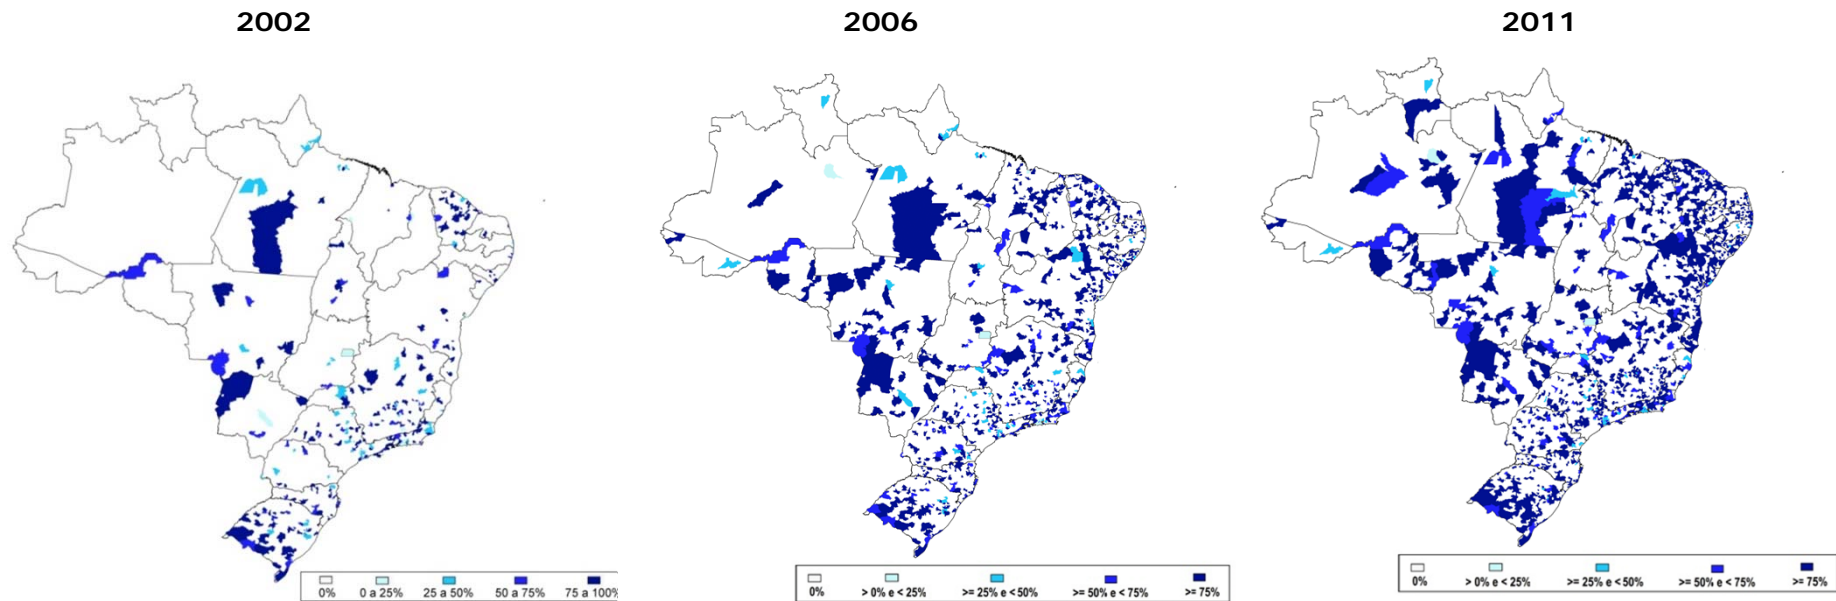 2002
2006
2011
0% 0 a 25% 25 a 50% 50 a 75% 75 a 100%
0% > 0% e < 25% >= 25% e < 50% >= 50% e < 75% >= 75%
0% > 0% e < 25% >= 25% e < 50% >= 50% e < 75% >= 75%